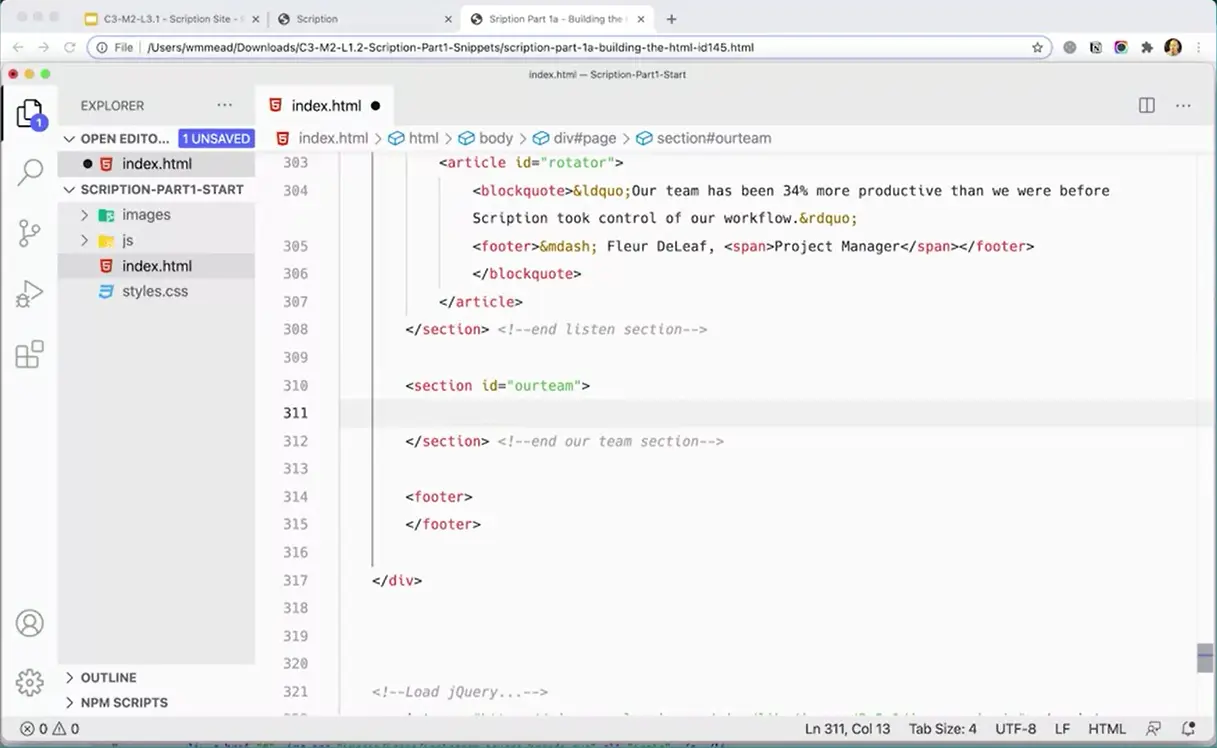 C3-M2-L3.1 - Scription Site - S
Scription
Sription Part 1a - Building the
File
/Users/wmmead/Downloads/C3-M2-L1.2-Scription-Part1-Snippets/scription-part-1a-building-the-html-id145.html
index.html — Scription-Part1-Start
EXPLORER
index.html
OPEN EDITO... 1 UNSAVED
index.html > html > body > div#page > section#ourteam
index.html
SCRIPTION-PART1-START
images
js
index.html
styles.css
303 <article id="rotator">
304 <blockquote>&ldquo;Our team has been 34% more productive than we were before
Scription took control of our workflow.&rdquo;
305 <footer>&mdash; Fleur DeLeaf, <span>Project Manager</span></footer>
306 </blockquote>
307 </article>
308 </section> <!--end listen section-->
309
310 <section id="ourteam">
311
312 </section> <!--end our team section-->
313
314 <footer>
315 </footer>
316
317 </div>
318
319
320
321 <!--Load jQuery...-->
1
OUTLINE
NPM SCRIPTS
0 0
Ln 311, Col 13 Tab Size: 4 UTF-8 LF HTML